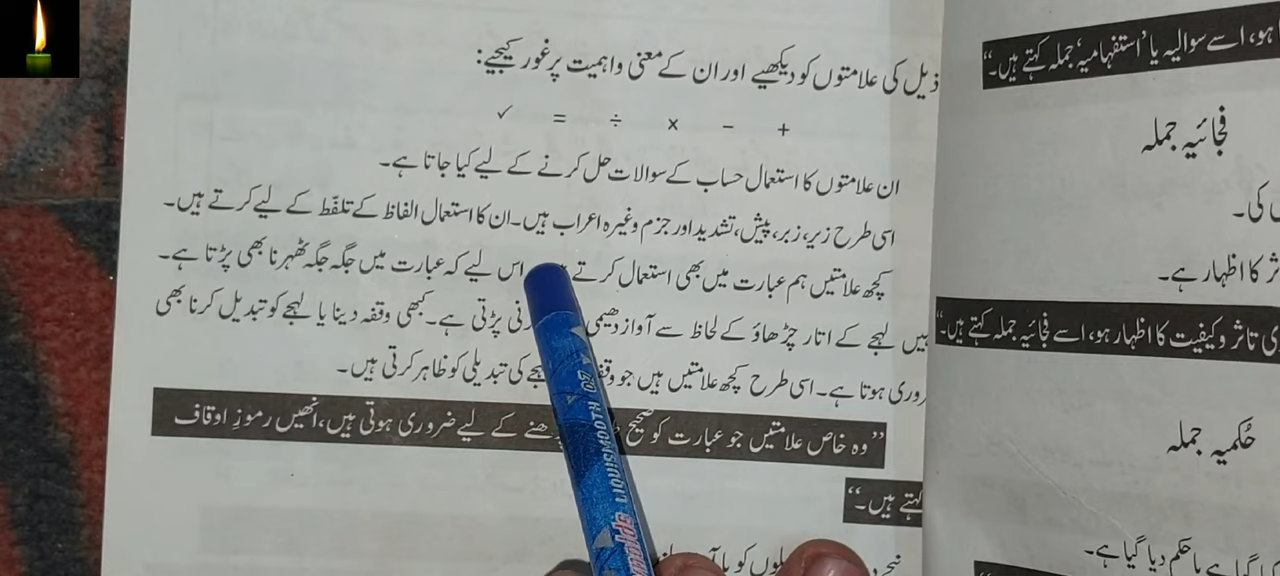 ذیل کی علامتوں کو دیکھیے اور ان کے معنی و اہمیت پر غور کیجیے:
+ − × ÷ = ✓
ان علامتوں کا استعمال حساب کے سوالات حل کرنے کے لیے کیا جاتا ہے۔
اسی طرح زیر، زبر، پیش، تشدید اور جزم وغیرہ اعراب ہیں۔ ان کا استعمال الفاظ کے تلفّظ کے لیے کرتے ہیں۔
کچھ علامتیں ہم عبارت میں بھی استعمال کرتے اس لیے کہ عبارت میں جگہ جگہ ٹھہرنا بھی پڑتا ہے۔
لہجے کے اتار چڑھاؤ کے لحاظ سے آواز دھیمی پڑتی ہے۔ کبھی وقفہ دینا یا لہجے کو تبدیل کرنا بھی
ہوتا ہے۔ اسی طرح کچھ علامتیں ہیں جو کی تبدیلی کو ظاہر کرتی ہیں۔
”وہ خاص علامتیں جو عبارت کو صحیح کے لیے ضروری ہوتی ہیں، انھیں رموزِ اوقاف
کہتے ہیں۔“
ہو، اسے سوالیہ یا ’استفہامیہ‘ جملہ کہتے ہیں۔“
فجائیہ جملہ
کی۔
کا اظہار ہے۔
تاثر و کیفیت کا اظہار ہو، اسے فجائیہ جملہ کہتے ہیں۔“
حُکمیہ جملہ
یا حکم دیا گیا ہے۔
LIQUISMOOTH 0.7